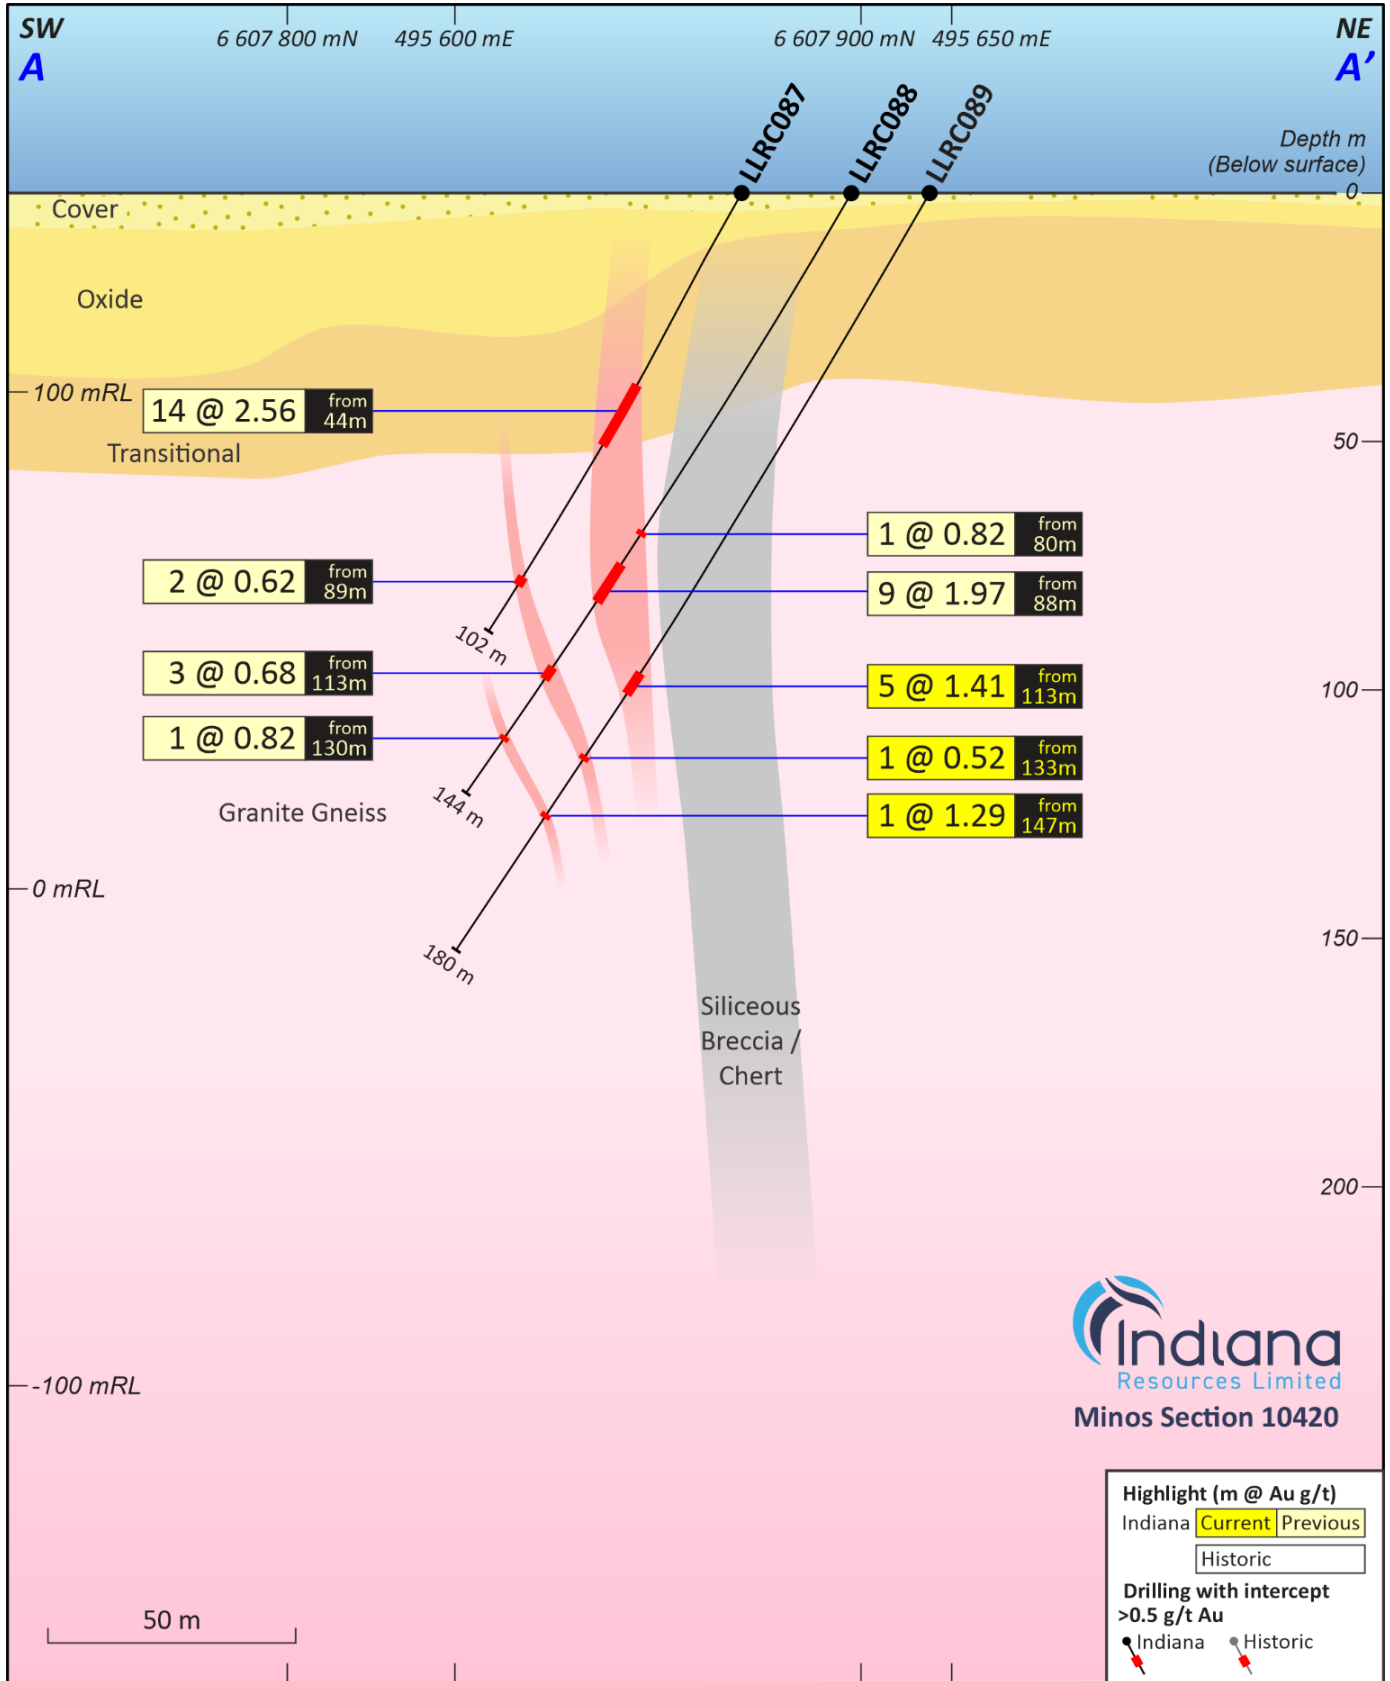 SW
6 607 800 mN
495 600 mE
6 607 900 mN
495 650 mE
NE
A
A’
LLRC087
LLRC088
LLRC089
Depth m
(Below surface)
0
Cover
Oxide
100 mRL
14 @ 2.56 from 44m
Transitional
50
1 @ 0.82 from 80m
2 @ 0.62 from 89m
9 @ 1.97 from 88m
102 m
3 @ 0.68 from 113m
5 @ 1.41 from 113m
100
1 @ 0.82 from 130m
1 @ 0.52 from 133m
144 m
Granite Gneiss
1 @ 1.29 from 147m
0 mRL
150
180 m
Siliceous
Breccia /
Chert
200
Indiana
Resources Limited
-100 mRL
Minos Section 10420
Highlight (m @ Au g/t)
Indiana Current Previous
Historic
Drilling with intercept
>0.5 g/t Au
Indiana Historic
50 m